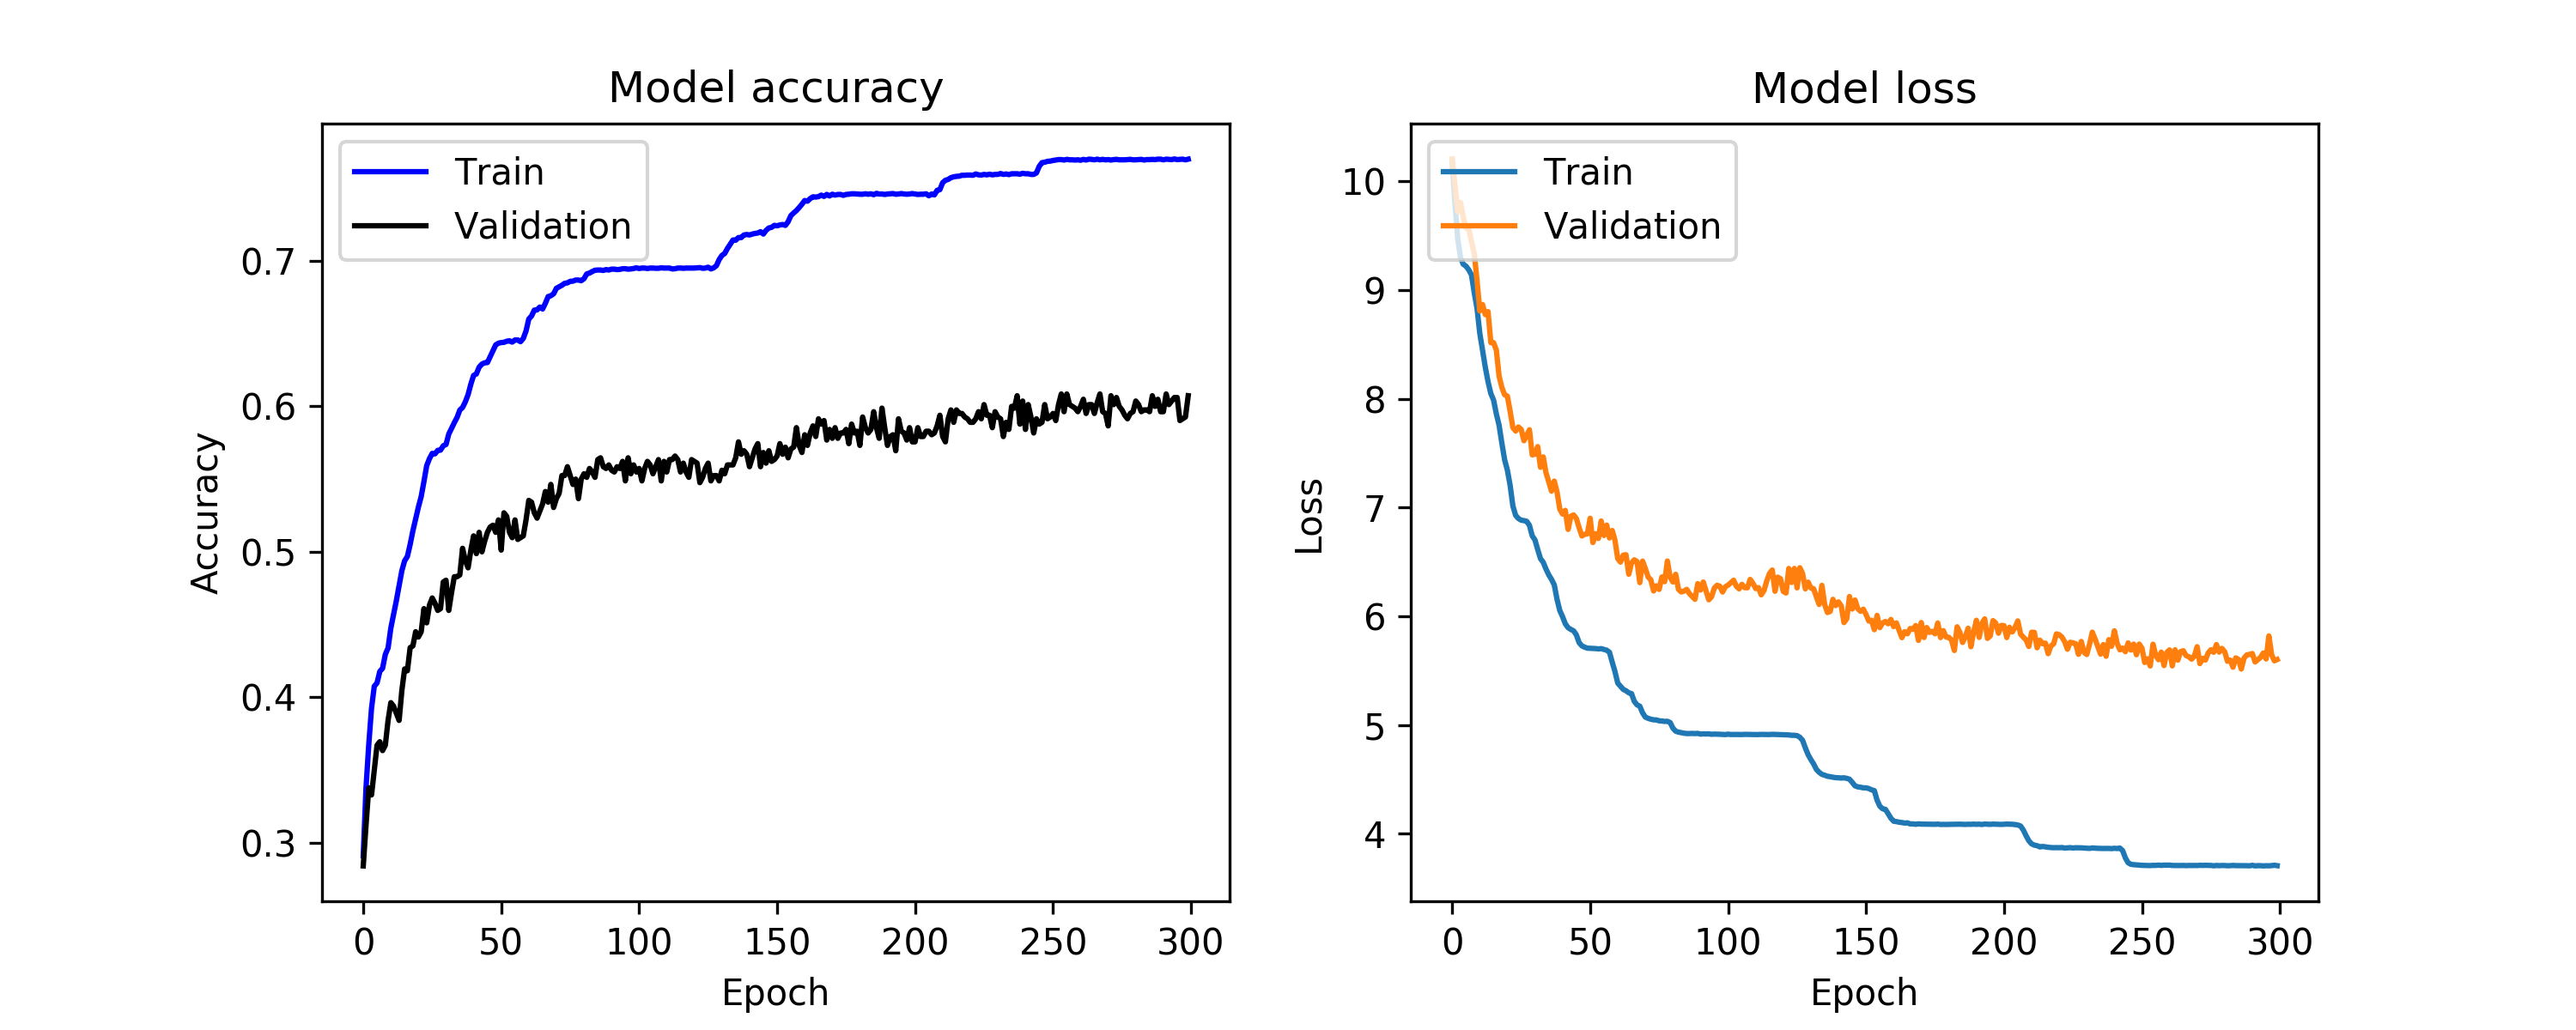 Model accuracy
Train
Validation
0.7
0.6
0.5
0.4
0.3
Accuracy
0 50 100 150 200 250 300
Epoch
Model loss
Train
Validation
10
9
8
7
6
5
4
Loss
0 50 100 150 200 250 300
Epoch